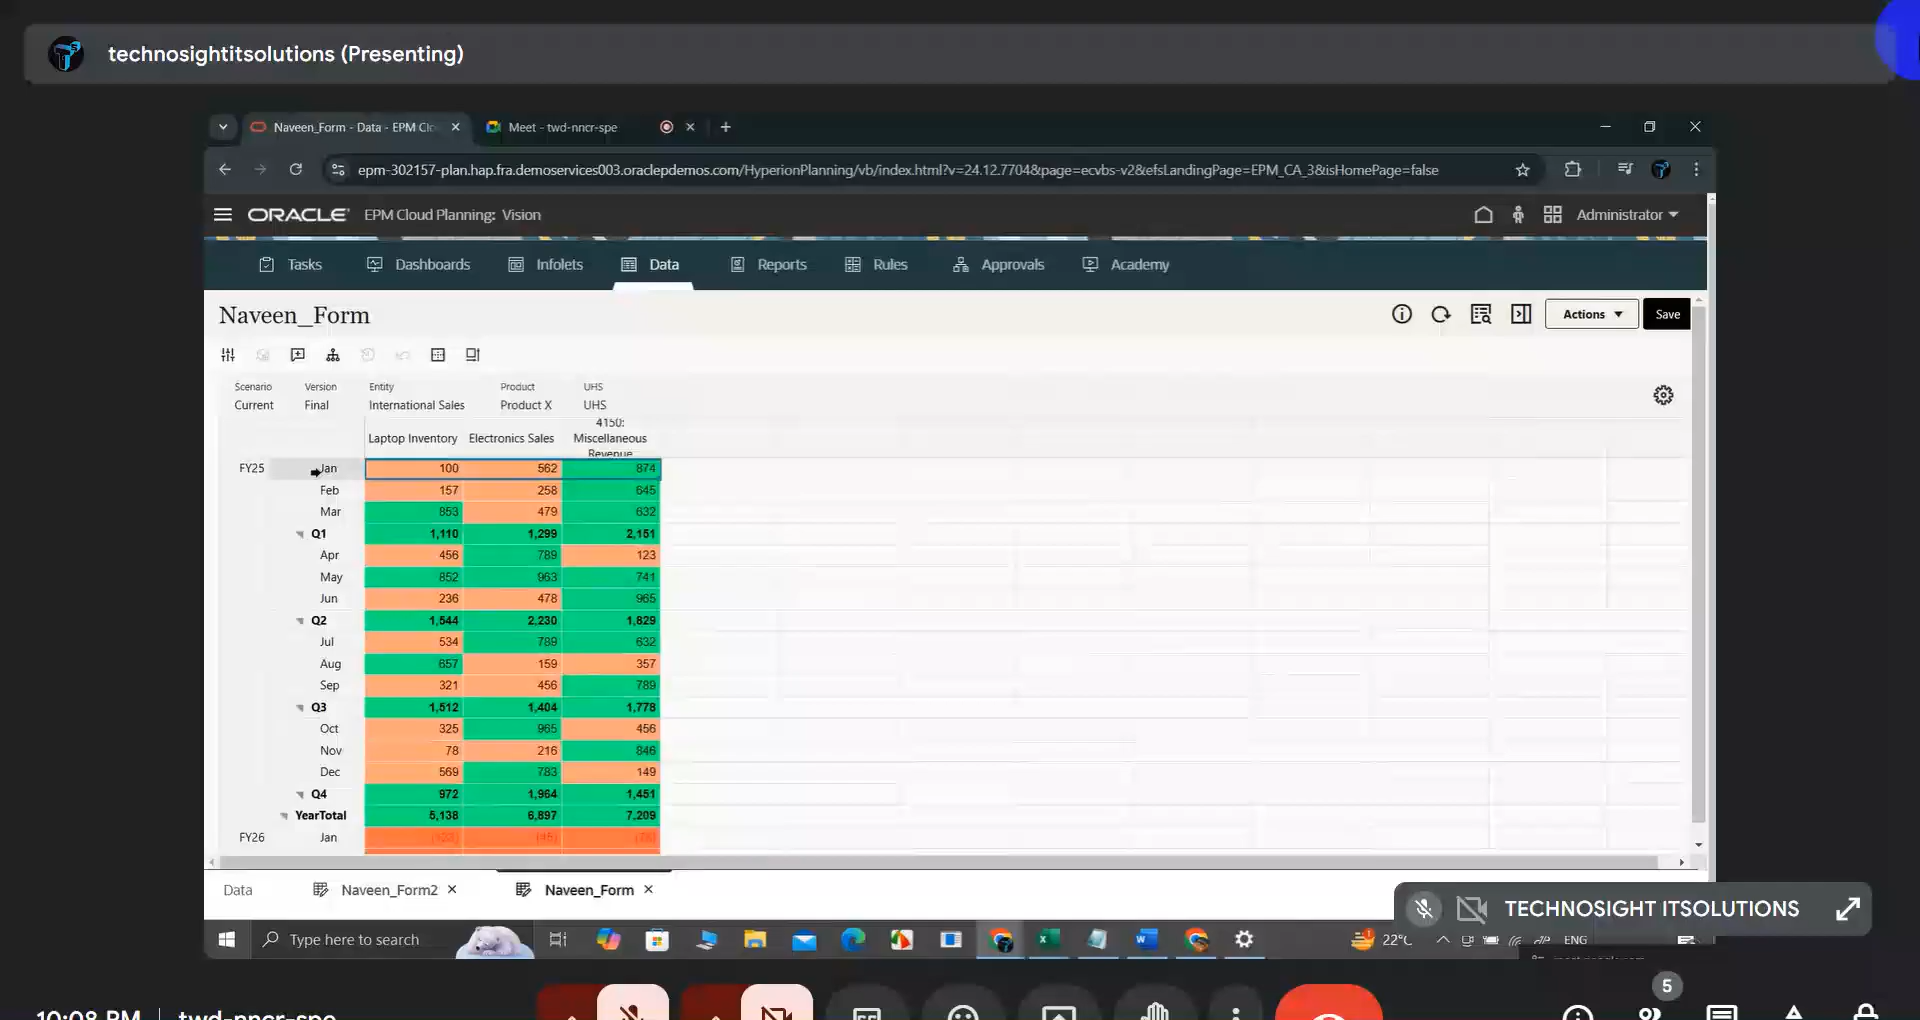 technosightitsolutions (Presenting)
Naveen_Form - Data - EPM Clo
Meet - twd-nncr-spe
epm-302157-plan.hap.fra.demoservices003.oraclepdemos.com/HyperionPlanning/vb/index.html?v=24.12.7704&page=ecvbs-v2&efsLandingPage=EPM_CA_3&isHomePage=false
ORACLE EPM Cloud Planning: Vision Administrator
Tasks Dashboards Infolets Data Reports Rules Approvals Academy
Naveen_Form Actions Save
Scenario Version Entity Product UHS
Current Final International Sales Product X UHS
Laptop Inventory Electronics Sales 4150: Miscellaneous Revenue
FY25 Jan 100 562 874
Feb 157 258 645
Mar 853 479 632
Q1 1,110 1,299 2,151
Apr 456 789 123
May 852 963 741
Jun 236 478 965
Q2 1,544 2,230 1,829
Jul 534 789 632
Aug 657 159 357
Sep 321 456 789
Q3 1,512 1,404 1,778
Oct 325 965 456
Nov 78 216 846
Dec 569 783 149
Q4 972 1,964 1,451
YearTotal 5,138 6,897 7,209
FY26 Jan
Data Naveen_Form2 Naveen_Form
TECHNOSIGHT ITSOLUTIONS
Type here to search 22°C ENG
5
10:08 PM | twd-nncr-spe